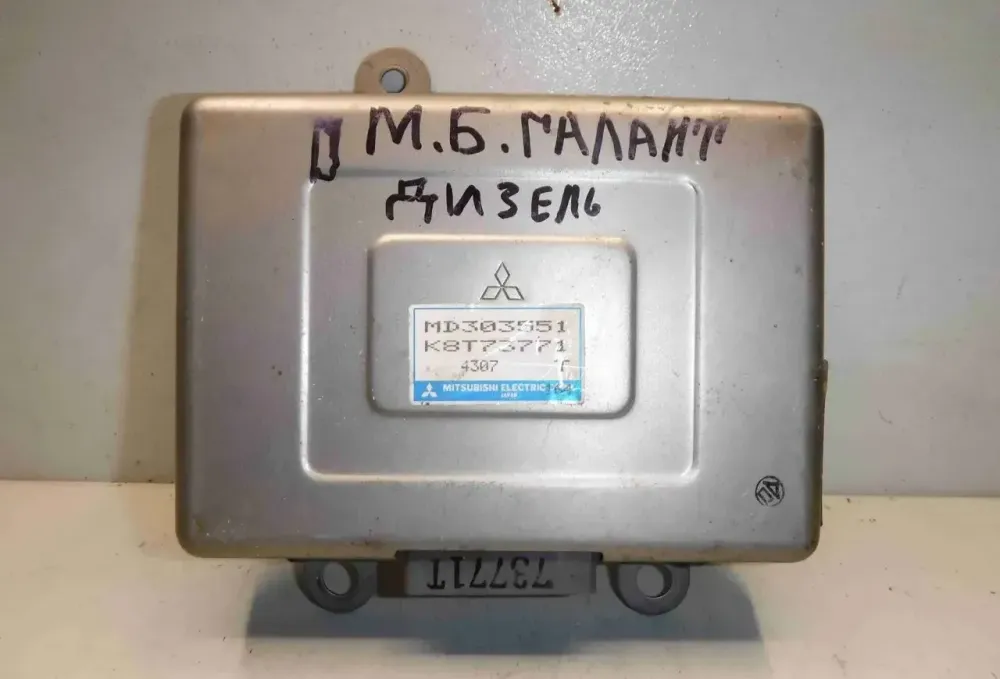 М.Б. ГАЛАНТ
ДИЗЕЛЬ
MD303551
K8T73771
4307
MITSUBISHI ELECTRIC
JAPAN
73771T